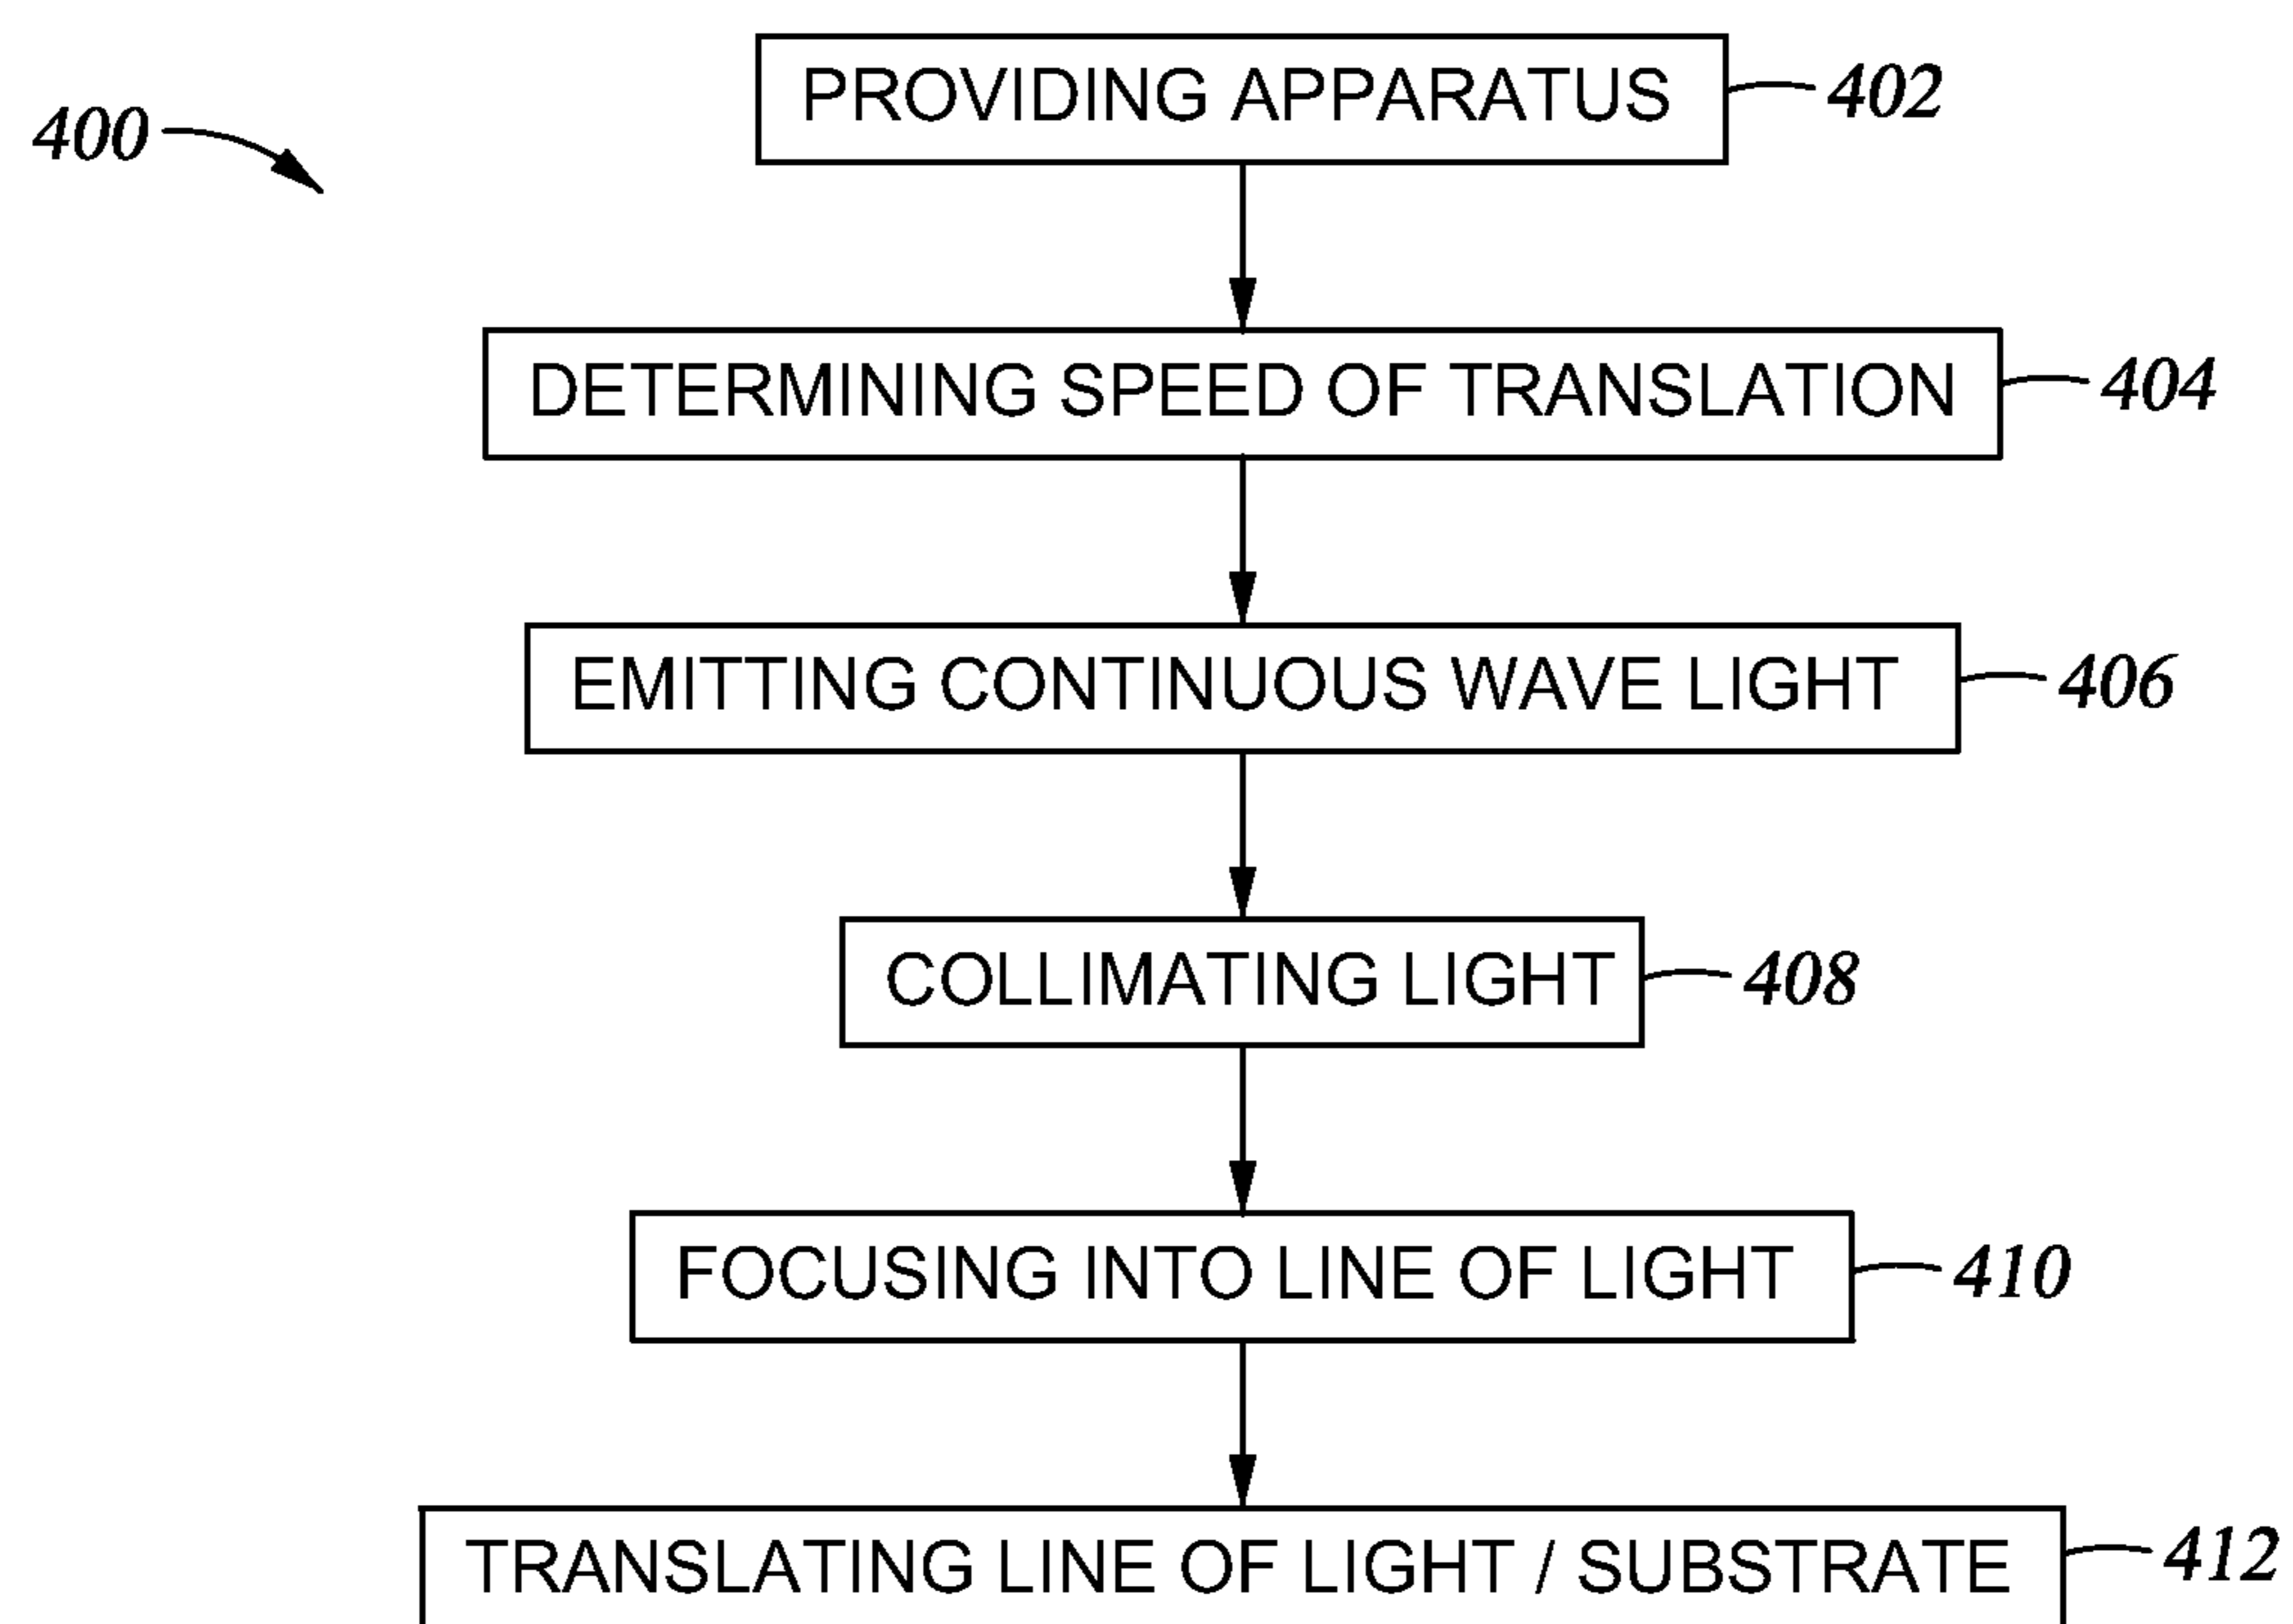 PROVIDING APPARATUS 402
400
DETERMINING SPEED OF TRANSLATION 404
EMITTING CONTINUOUS WAVE LIGHT 406
COLLIMATING LIGHT 408
FOCUSING INTO LINE OF LIGHT 410
TRANSLATING LINE OF LIGHT / SUBSTRATE 412